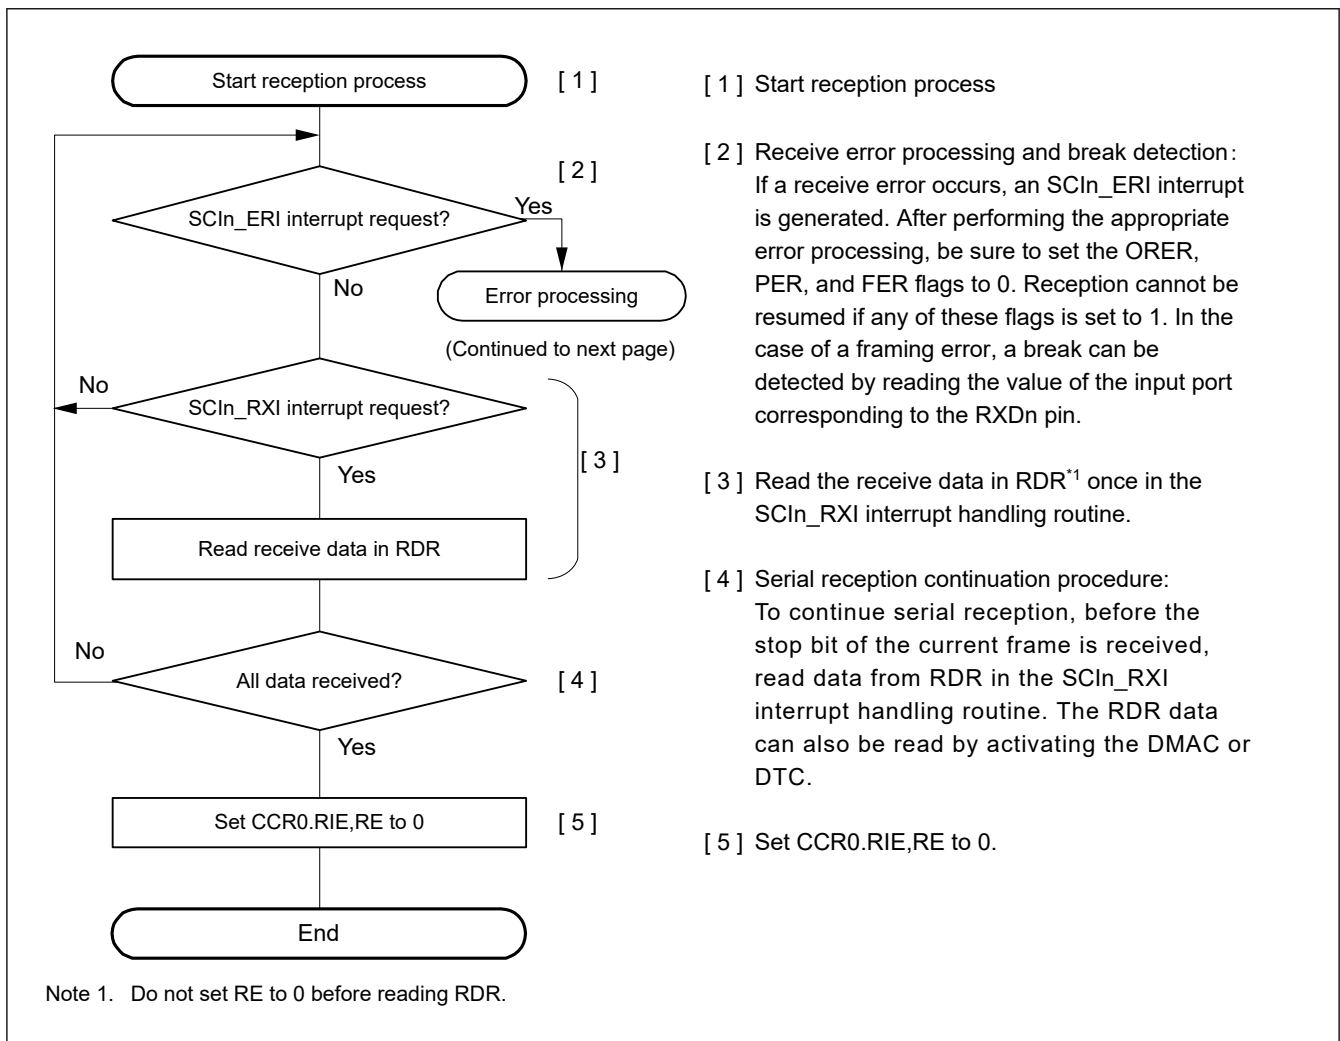 Start reception process
[ 1 ]
SCIn_ERI interrupt request?
[ 2 ]
Yes
No
Error processing
(Continued to next page)
No
SCIn_RXI interrupt request?
Yes
[ 3 ]
Read receive data in RDR
No
All data received?
[ 4 ]
Yes
Set CCR0.RIE,RE to 0
[ 5 ]
End
[ 1 ] Start reception process
[ 2 ] Receive error processing and break detection:
If a receive error occurs, an SCIn_ERI interrupt
is generated. After performing the appropriate
error processing, be sure to set the ORER,
PER, and FER flags to 0. Reception cannot be
resumed if any of these flags is set to 1. In the
case of a framing error, a break can be
detected by reading the value of the input port
corresponding to the RXDn pin.
[ 3 ] Read the receive data in RDR*1 once in the
SCIn_RXI interrupt handling routine.
[ 4 ] Serial reception continuation procedure:
To continue serial reception, before the
stop bit of the current frame is received,
read data from RDR in the SCIn_RXI
interrupt handling routine. The RDR data
can also be read by activating the DMAC or
DTC.
[ 5 ] Set CCR0.RIE,RE to 0.
Note 1. Do not set RE to 0 before reading RDR.